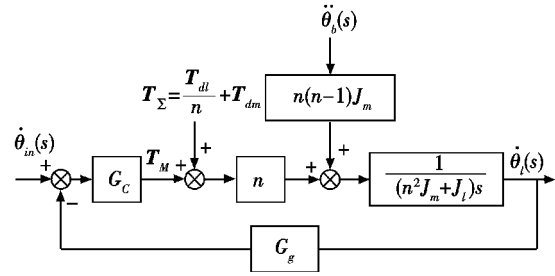 θ̈_b(s)
T_Σ = T_dl/n + T_dm
n(n−1)J_m
θ̇_in(s)
+
−
G_C
T_M
+
+
n
+
+
1/((n²J_m+J_l)s)
θ̇_l(s)
G_g